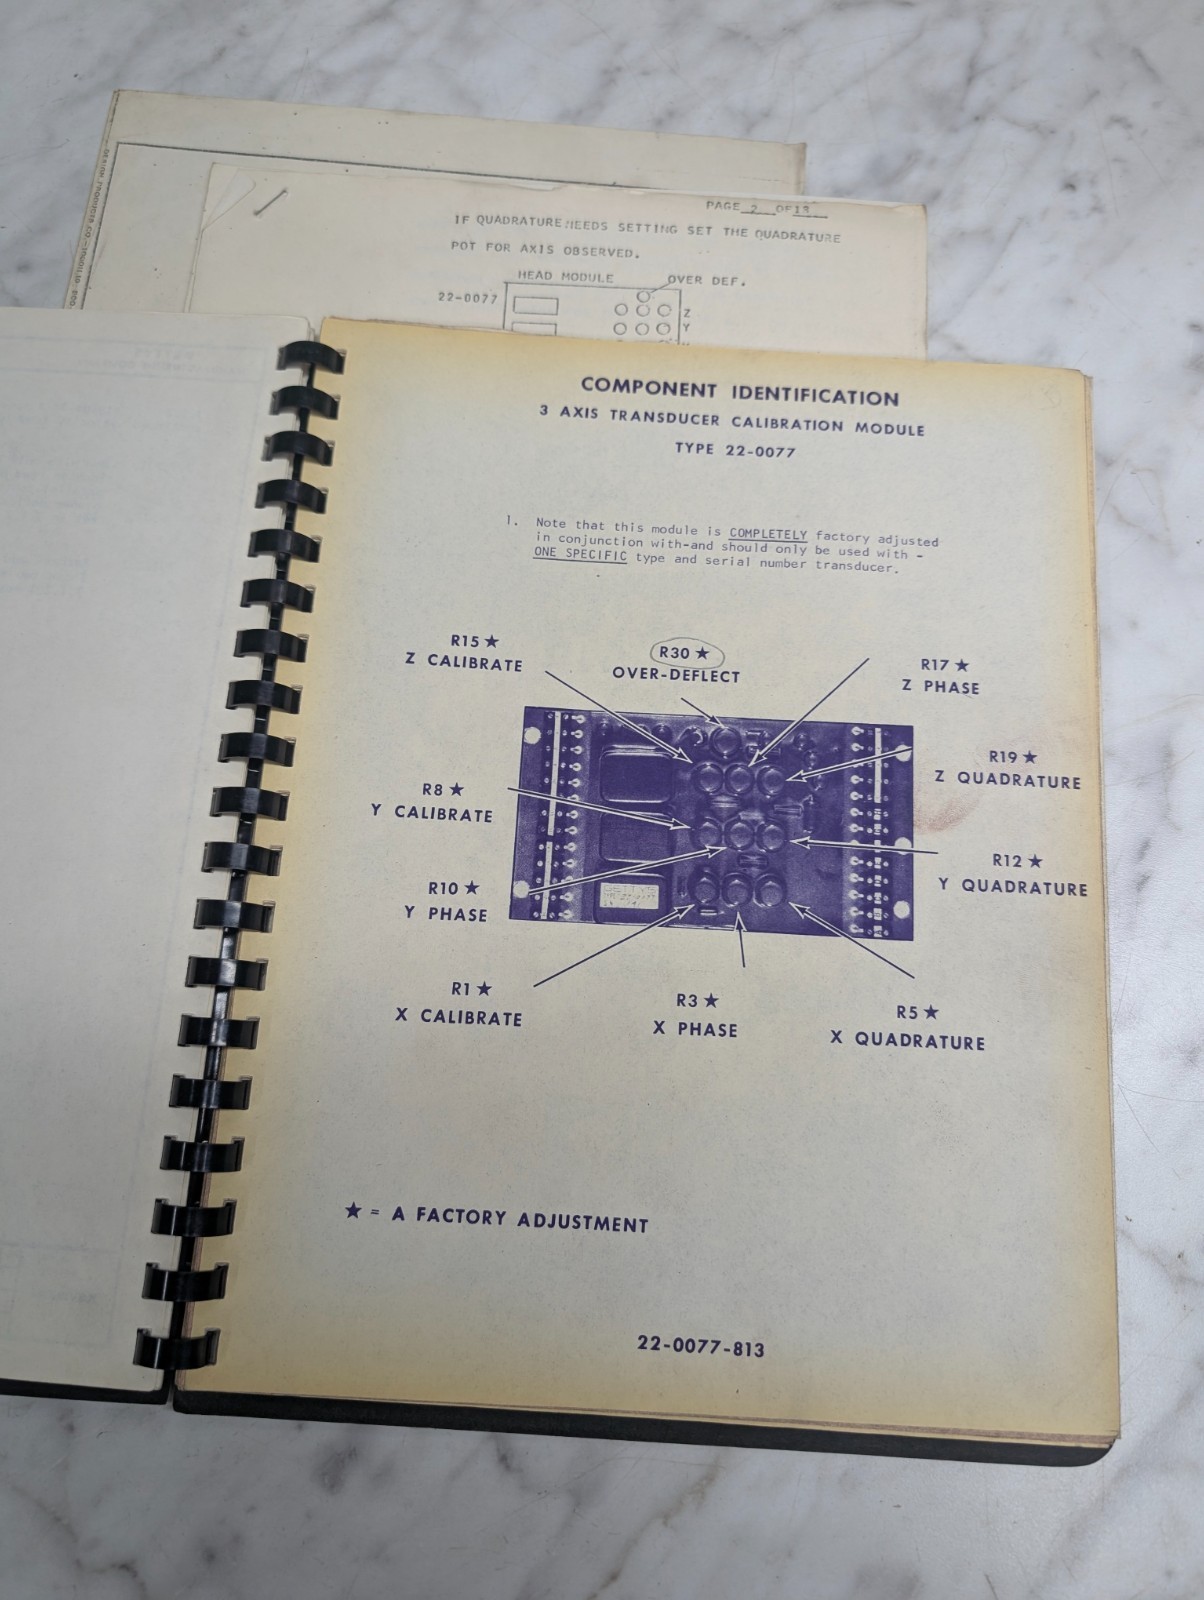 PAGE 2 OF 13
IF QUADRATURE NEEDS SETTING SET THE QUADRATURE
POT FOR AXIS OBSERVED.
HEAD MODULE
OVER DEF.
22-0077
Z
Y
COMPONENT IDENTIFICATION
3 AXIS TRANSDUCER CALIBRATION MODULE
TYPE 22-0077
1. Note that this module is COMPLETELY factory adjusted
in conjunction with-and should only be used with -
ONE SPECIFIC type and serial number transducer.
R15 ★
Z CALIBRATE
R30 ★
OVER-DEFLECT
R17 ★
Z PHASE
R19 ★
Z QUADRATURE
R8 ★
Y CALIBRATE
R12 ★
Y QUADRATURE
R10 ★
Y PHASE
R1 ★
X CALIBRATE
R3 ★
X PHASE
R5 ★
X QUADRATURE
★ = A FACTORY ADJUSTMENT
22-0077-813